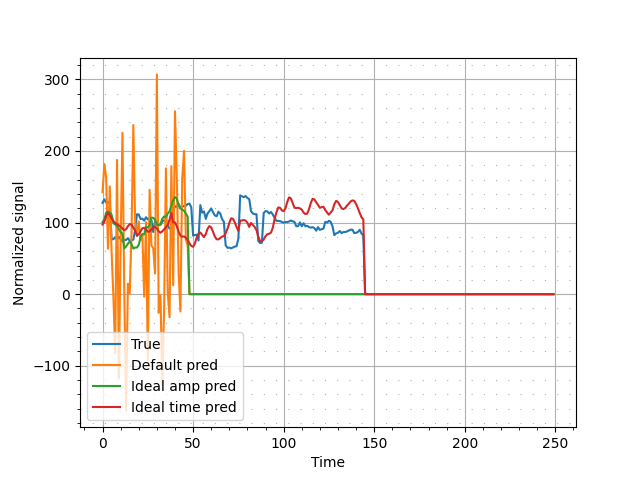 300
200
100
0
−100
Normalized signal
True
Default pred
Ideal amp pred
Ideal time pred
0 50 100 150 200 250
Time